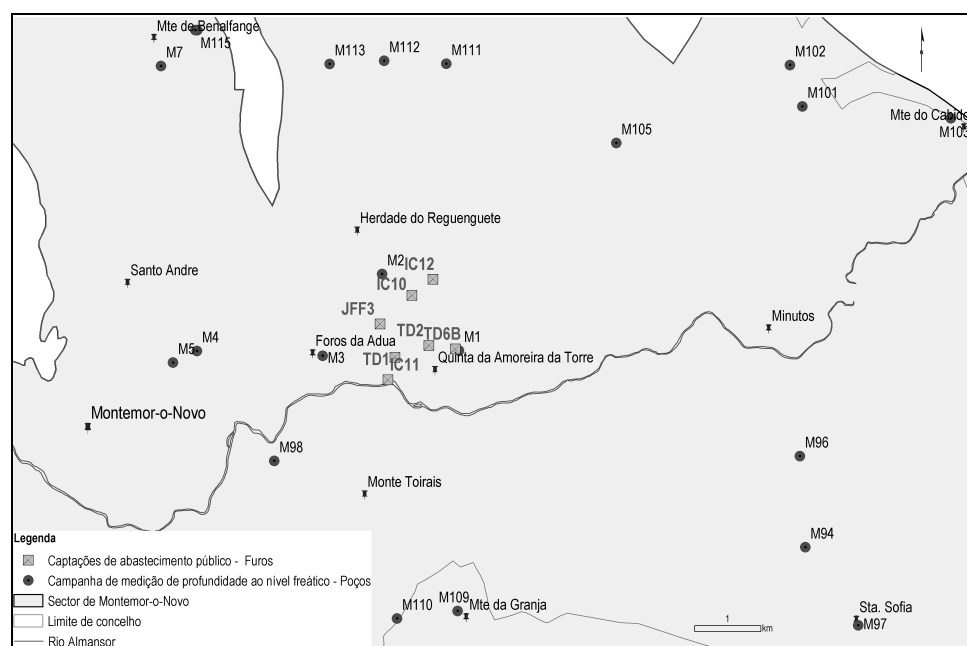 Mte de Benalfange
M115
M7
M113
M112
M111
M102
M101
Mte do Cabido
M103
M105
Herdade do Reguenguete
M2
IC12
IC10
Santo Andre
JFF3
TD2
TD6B
M1
Minutos
M4
M5
Foros da Adua
M3
TD1
IC11
Quinta da Amoreira da Torre
Montemor-o-Novo
M98
M96
Monte Toirais
M94
Legenda
Captações de abastecimento público - Furos
Campanha de medição de profundidade ao nível freático - Poços
Sector de Montemor-o-Novo
Limite de concelho
Rio Almansor
M110
M109
Mte da Granja
1
km
Sta. Sofia
M97